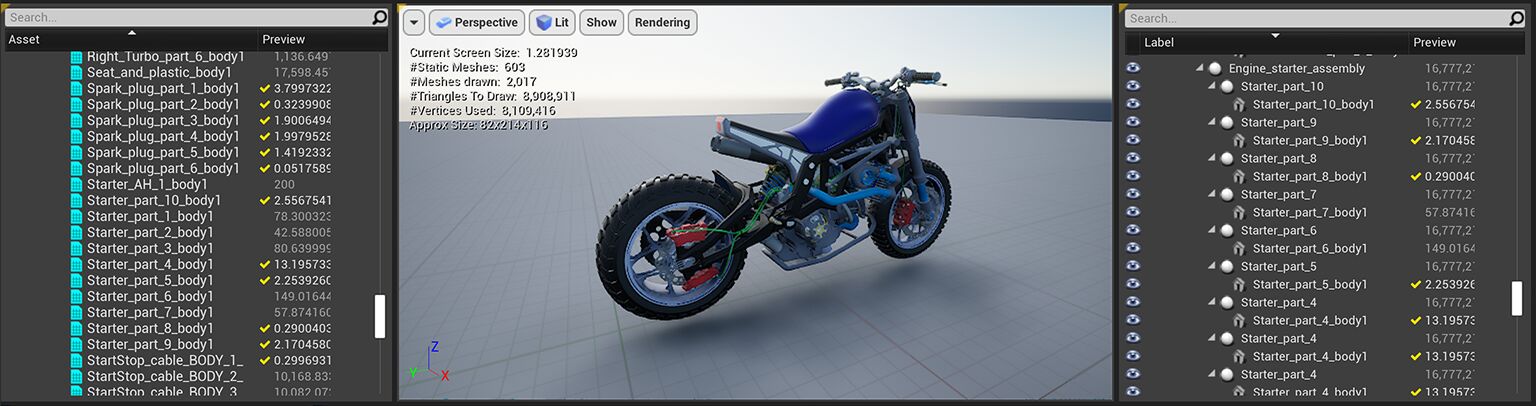 Search...
Asset
Preview
Right_Turbo_part_6_body1 1,136.649
Seat_and_plastic_body1 17,598.45
Spark_plug_part_1_body1 3.7997322
Spark_plug_part_2_body1 0.3239908
Spark_plug_part_3_body1 1.9006494
Spark_plug_part_4_body1 1.9979528
Spark_plug_part_5_body1 1.4192332
Spark_plug_part_6_body1 0.0517589
Starter_AH_1_body1 200
Starter_part_10_body1 2.5567541
Starter_part_1_body1 78.300323
Starter_part_2_body1 42.588005
Starter_part_3_body1 80.639999
Starter_part_4_body1 13.195733
Starter_part_5_body1 2.2539260
Starter_part_6_body1 149.01644
Starter_part_7_body1 57.874160
Starter_part_8_body1 0.2900403
Starter_part_9_body1 2.1704580
StartStop_cable_BODY_1_ 0.2996931
StartStop_cable_BODY_2_ 10,168.83
StartStop_cable_BODY_3 10,082.07
Perspective
Lit
Show
Rendering
Current Screen Size: 1.281939
#Static Meshes: 603
#Meshes drawn: 2,017
#Triangles To Draw: 8,908,911
#Vertices Used: 8,109,416
Approx Size: 82x214x116
Z
Y
X
Search...
Label
Preview
Engine_starter_assembly 16,777,2
Starter_part_10 16,777,2
Starter_part_10_body1 2.556754
Starter_part_9 16,777,2
Starter_part_9_body1 2.170458
Starter_part_8 16,777,2
Starter_part_8_body1 0.290040
Starter_part_7 16,777,2
Starter_part_7_body1 57.87416
Starter_part_6 16,777,2
Starter_part_6_body1 149.0164
Starter_part_5 16,777,2
Starter_part_5_body1 2.253926
Starter_part_4 16,777,2
Starter_part_4_body1 13.19573
Starter_part_4 16,777,2
Starter_part_4_body1 13.19573
Starter_part_4 16,777,2
Starter_part_4_body1 13.19573